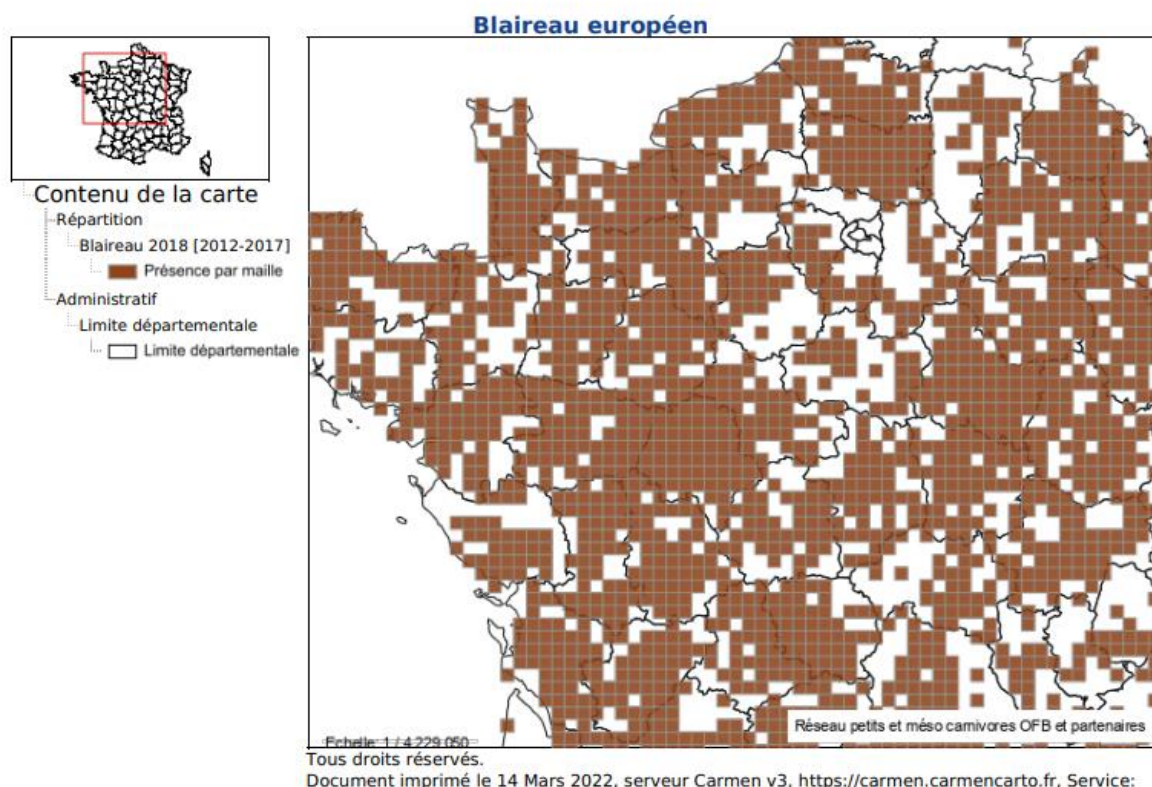 Blaireau européen
Contenu de la carte
Répartition
Blaireau 2018 [2012-2017]
Présence par maille
Administratif
Limite départementale
Limite départementale
Réseau petits et méso carnivores OFB et partenaires
Echelle: 1 / 4 229 050
Tous droits réservés.
Document imprimé le 14 Mars 2022, serveur Carmen v3, https://carmen.carmencarto.fr, Service: